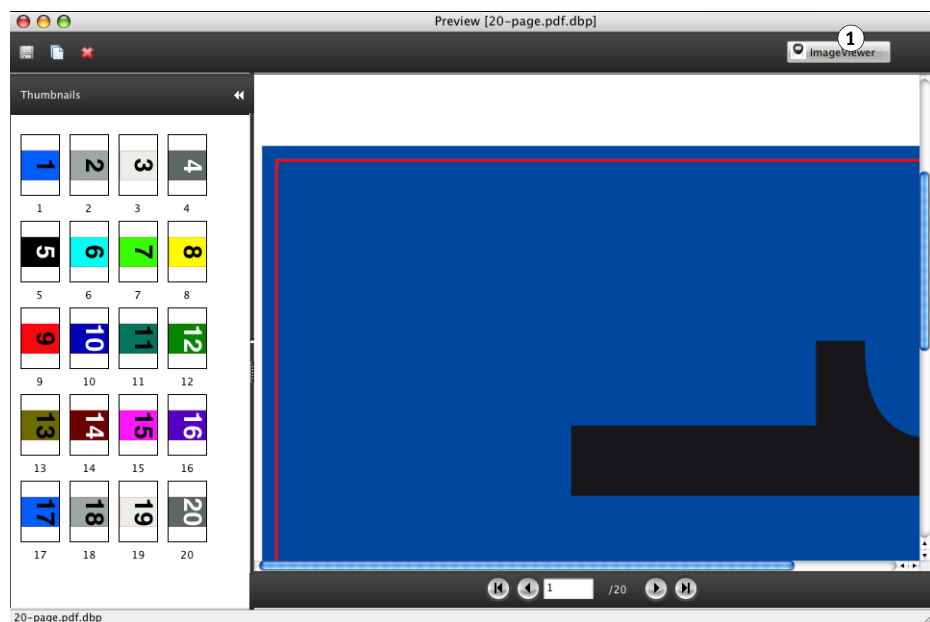 Preview [20-page.pdf.dbp]
1
ImageViewer
Thumbnails
1 2 3 4
1 2 3 4
5 6 7 8
5 6 7 8
9 10 11 12
9 10 11 12
13 14 15 16
13 14 15 16
17 18 19 20
17 18 19 20
1 /20
20-page.pdf.dbp